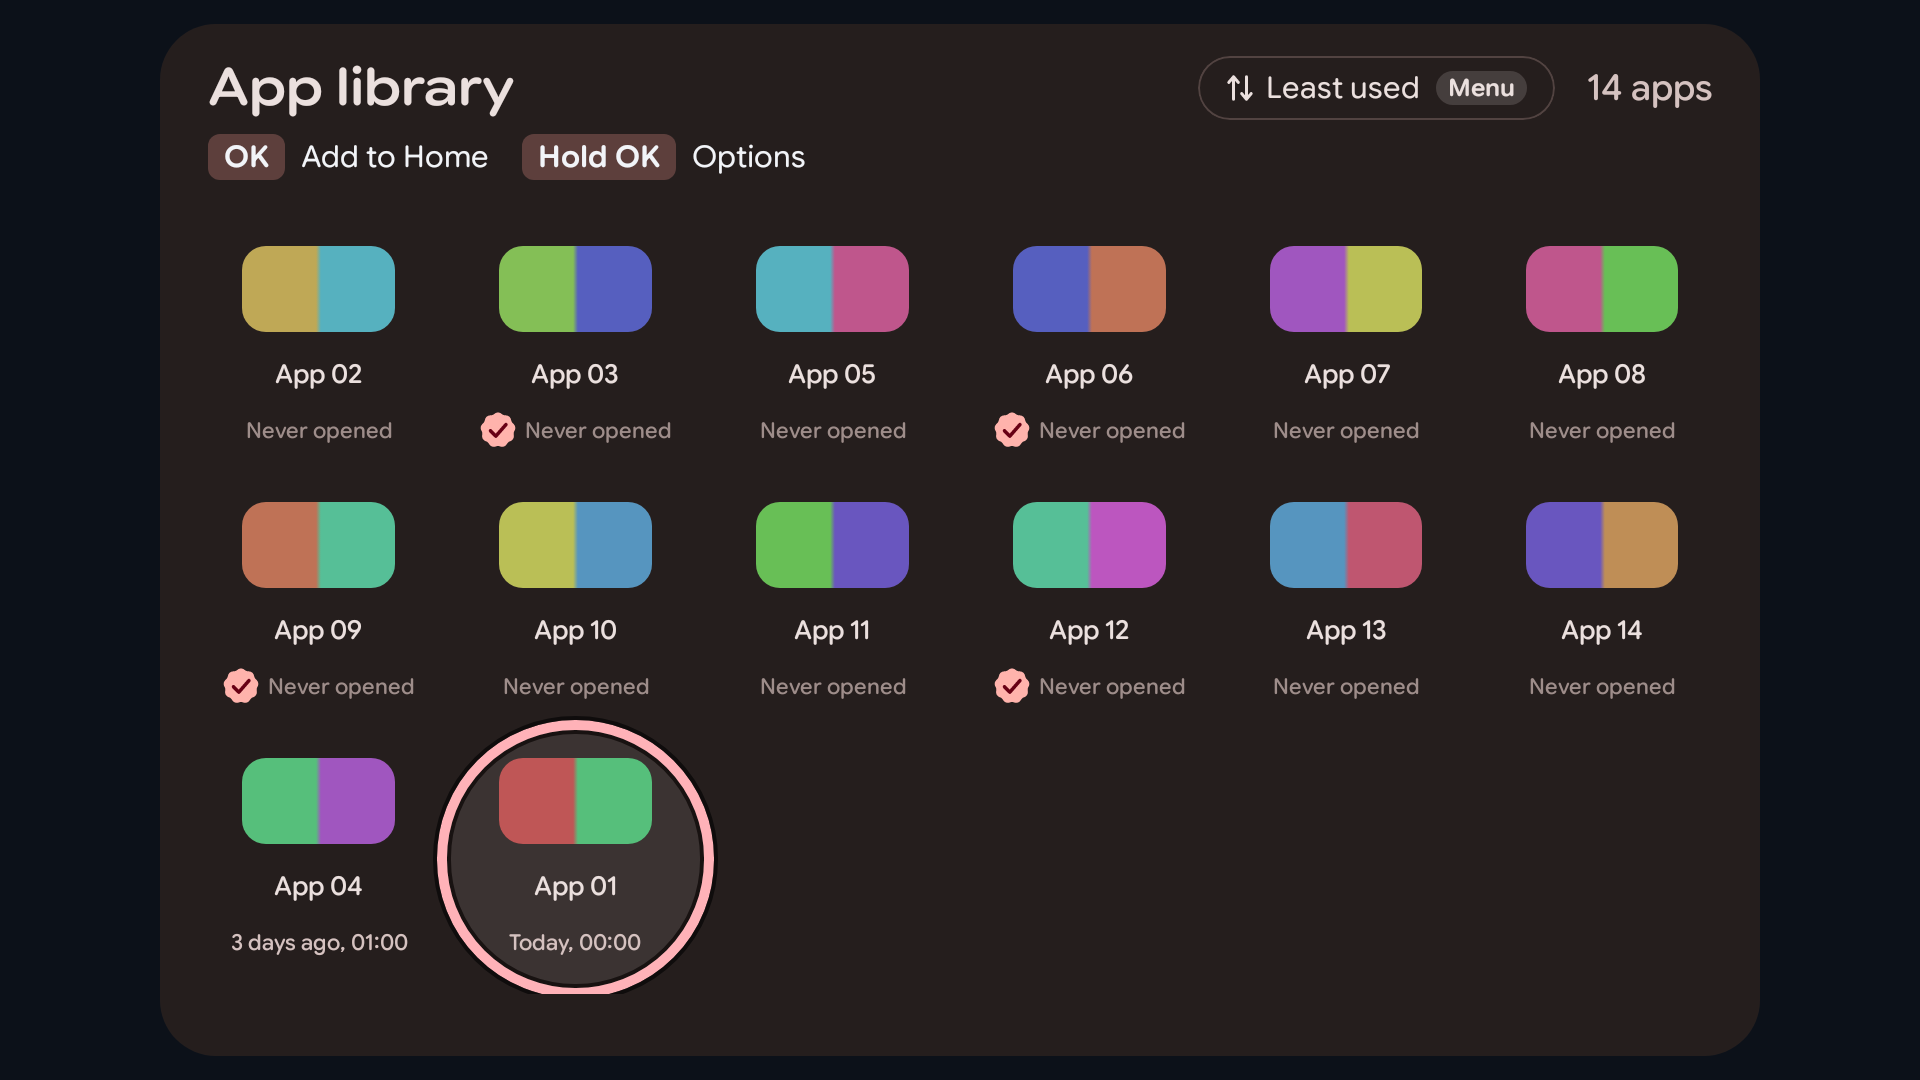 App library
Least used Menu
14 apps
OK Add to Home Hold OK Options
App 02
App 03
App 05
App 06
App 07
App 08
Never opened
Never opened
Never opened
Never opened
Never opened
Never opened
App 09
App 10
App 11
App 12
App 13
App 14
Never opened
Never opened
Never opened
Never opened
Never opened
Never opened
App 04
App 01
3 days ago, 01:00
Today, 00:00